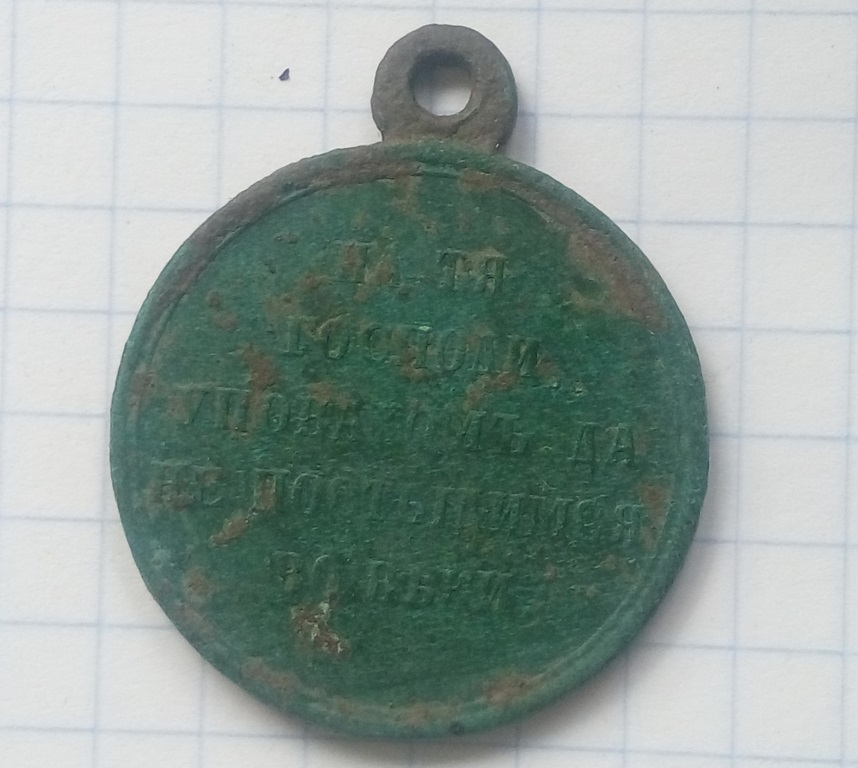 НА ТЯ
ГОСПОДИ
УПОВАХОМЪ. ДА
НЕ ПОСТЫДИМСЯ
ВО ВѢКИ.